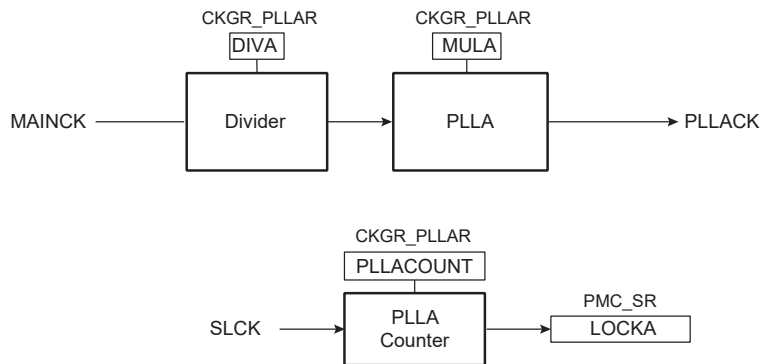 CKGR_PLLAR CKGR_PLLAR
DIVA MULA
MAINCK Divider PLLA PLLACK
CKGR_PLLAR
PLLACOUNT
PMC_SR
SLCK PLLA Counter LOCKA